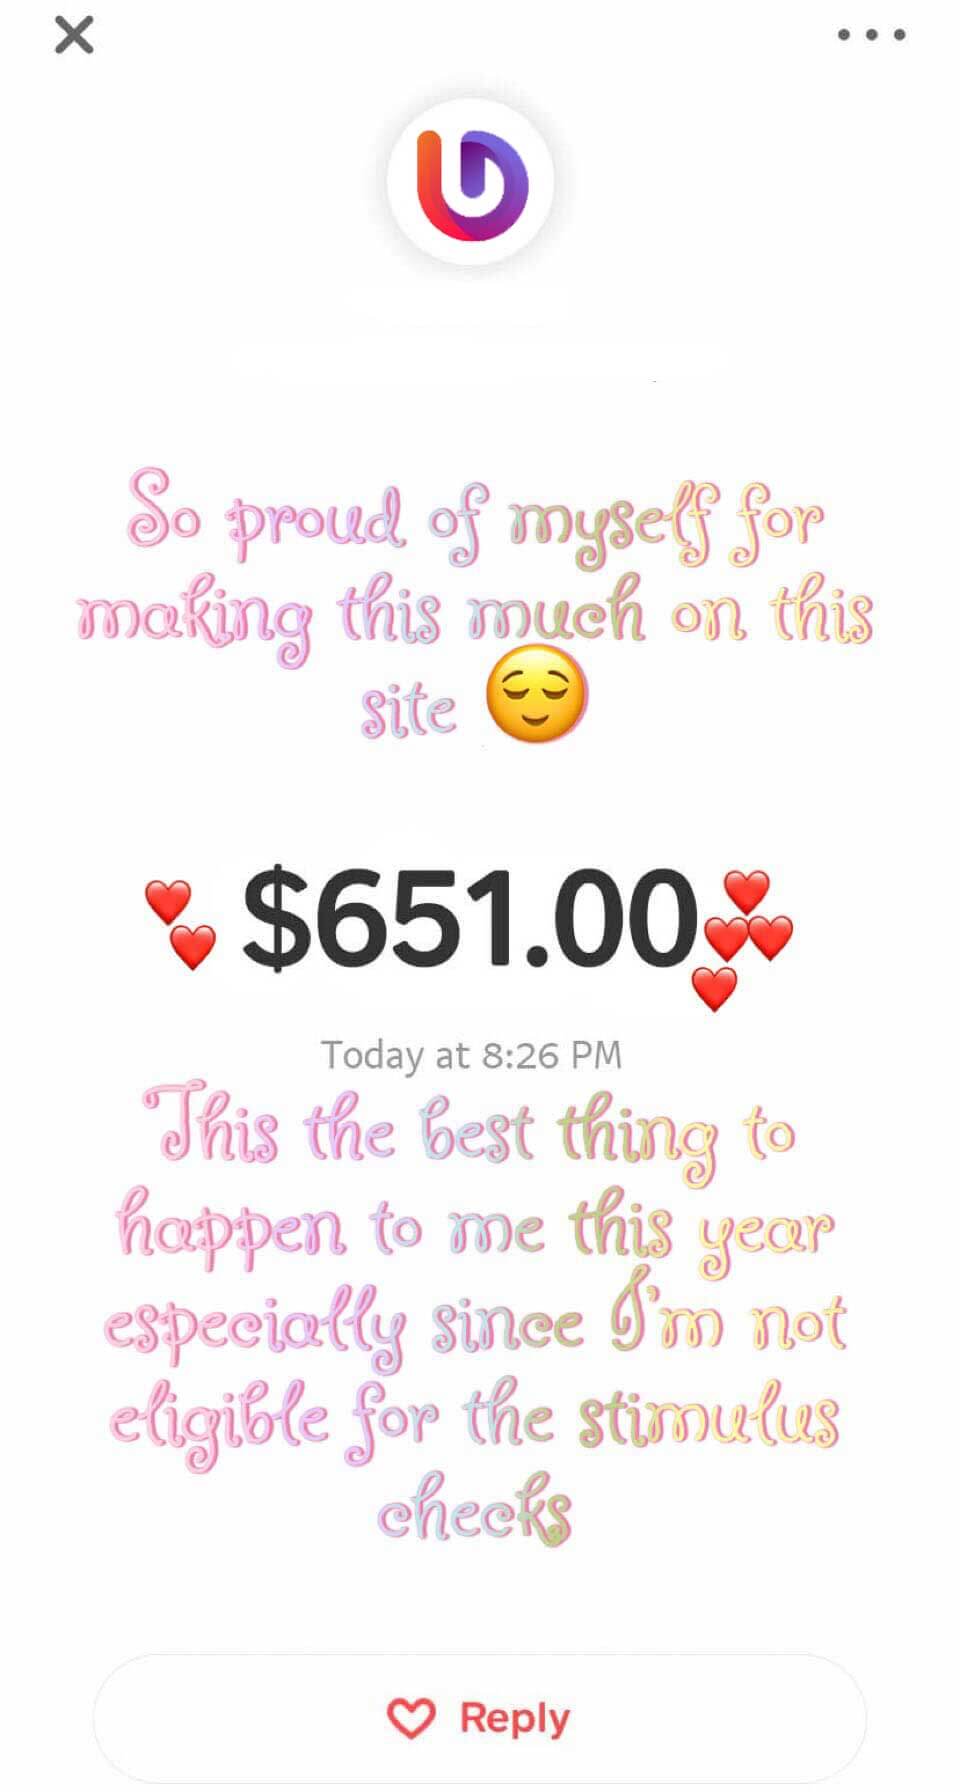 So proud of myself for
making this much on this
site 😌
$651.00
Today at 8:26 PM
This the best thing to
happen to me this year
especially since I'm not
eligible for the stimulus
checks
Reply